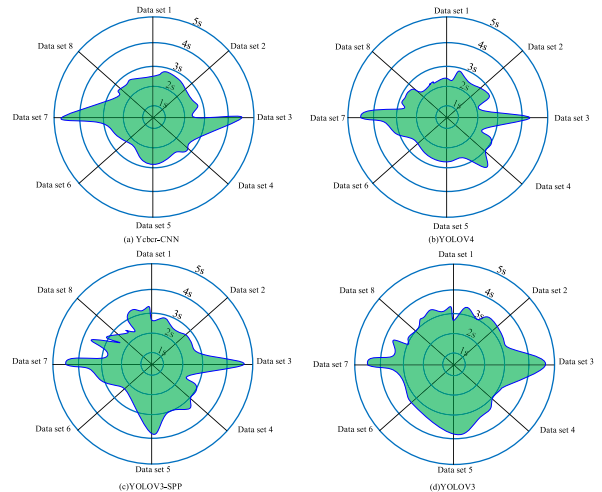 Data set 1
5s
Data set 8
4s
Data set 2
3s
2s
1s
Data set 7
Data set 3
Data set 6
Data set 4
Data set 5
(a) Ycbcr-CNN
Data set 1
5s
Data set 8
4s
Data set 2
3s
2s
1s
Data set 7
Data set 3
Data set 6
Data set 4
Data set 5
(b)YOLOV4
Data set 1
5s
Data set 8
4s
Data set 2
3s
2s
1s
Data set 7
Data set 3
Data set 6
Data set 4
Data set 5
(c)YOLOV3-SPP
Data set 1
5s
Data set 8
4s
Data set 2
3s
2s
1s
Data set 7
Data set 3
Data set 6
Data set 4
Data set 5
(d)YOLOV3